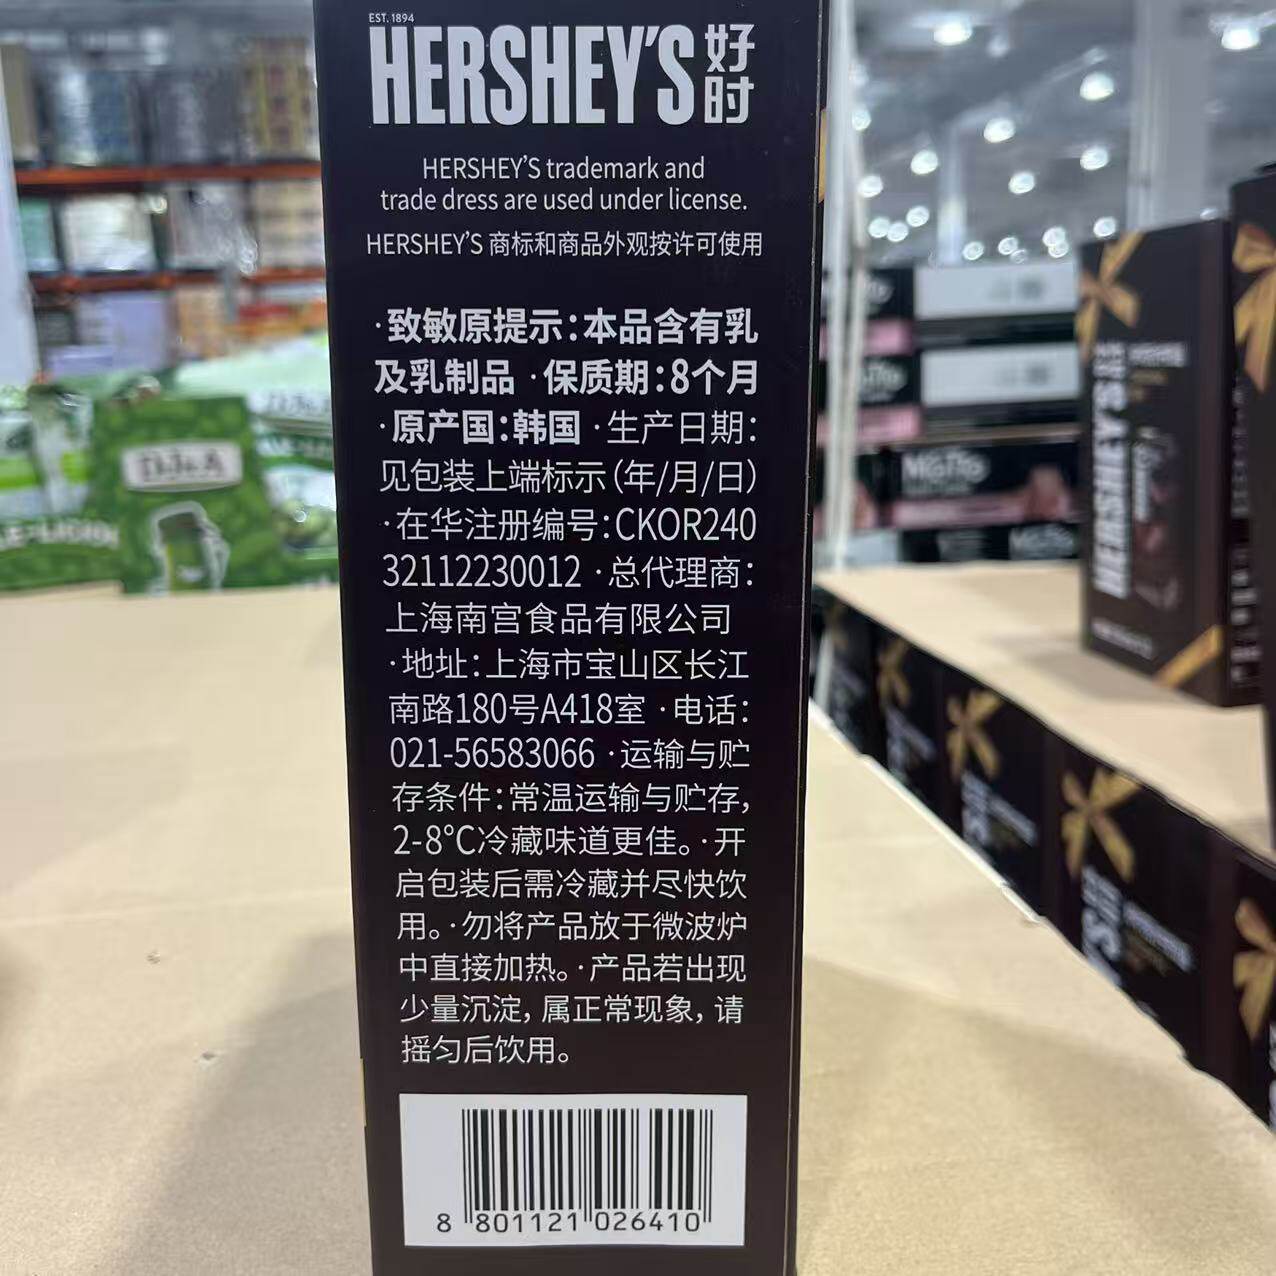 EST. 1894
HERSHEY'S 好时
HERSHEY'S trademark and
trade dress are used under license.
HERSHEY'S 商标和商品外观按许可使用
·致敏原提示:本品含有乳
及乳制品 ·保质期:8个月
·原产国:韩国 ·生产日期:
见包装上端标示(年/月/日)
·在华注册编号:CKOR240
32112230012 ·总代理商:
上海南宫食品有限公司
·地址:上海市宝山区长江
南路180号A418室 ·电话:
021-56583066 ·运输与贮
存条件:常温运输与贮存,
2-8°C冷藏味道更佳。·开
启包装后需冷藏并尽快饮
用。·勿将产品放于微波炉
中直接加热。·产品若出现
少量沉淀, 属正常现象, 请
摇匀后饮用。
8 801121 026410
HERSHEY'S